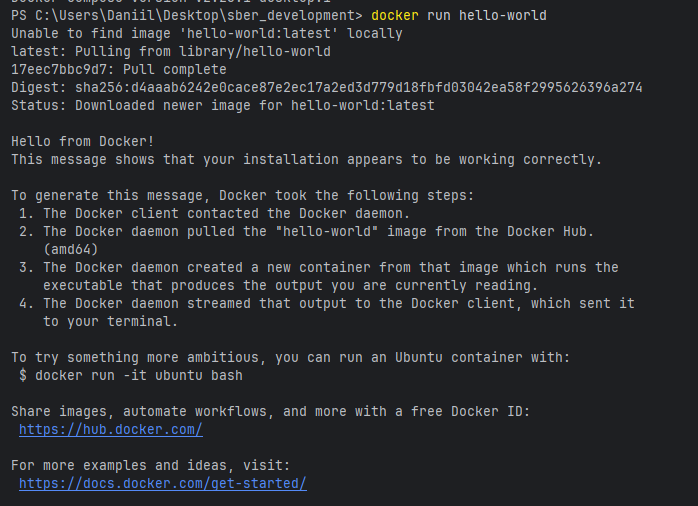 PS C:\Users\Daniil\Desktop\sber_development> docker run hello-world
Unable to find image 'hello-world:latest' locally
latest: Pulling from library/hello-world
17eec7bbc9d7: Pull complete
Digest: sha256:d4aaab6242e0cace87e2ec17a2ed3d779d18fbfd03042ea58f2995626396a274
Status: Downloaded newer image for hello-world:latest
Hello from Docker!
This message shows that your installation appears to be working correctly.
To generate this message, Docker took the following steps:
1. The Docker client contacted the Docker daemon.
2. The Docker daemon pulled the "hello-world" image from the Docker Hub.
(amd64)
3. The Docker daemon created a new container from that image which runs the
executable that produces the output you are currently reading.
4. The Docker daemon streamed that output to the Docker client, which sent it
to your terminal.
To try something more ambitious, you can run an Ubuntu container with:
$ docker run -it ubuntu bash
Share images, automate workflows, and more with a free Docker ID:
https://hub.docker.com/
For more examples and ideas, visit:
https://docs.docker.com/get-started/